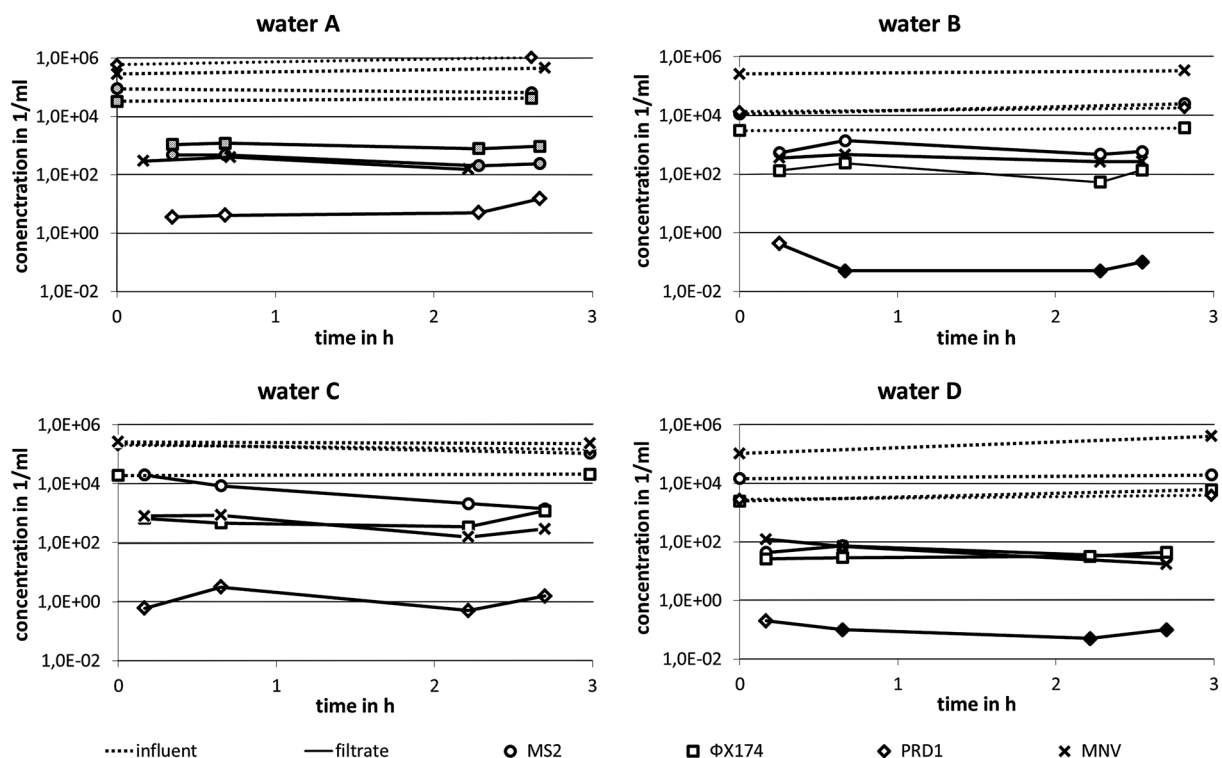 water A
conenctration in 1/ml
1,0E+06
1,0E+04
1,0E+02
1,0E+00
1,0E-02
0 1 2 3
time in h
water B
concentration in 1/ml
1,0E+06
1,0E+04
1,0E+02
1,0E+00
1,0E-02
0 1 2 3
time in h
water C
concentration in 1/ml
1,0E+06
1,0E+04
1,0E+02
1,0E+00
1,0E-02
0 1 2 3
time in h
water D
concentration in 1/ml
1,0E+06
1,0E+04
1,0E+02
1,0E+00
1,0E-02
0 1 2 3
time in h
influent filtrate MS2 ΦX174 PRD1 MNV